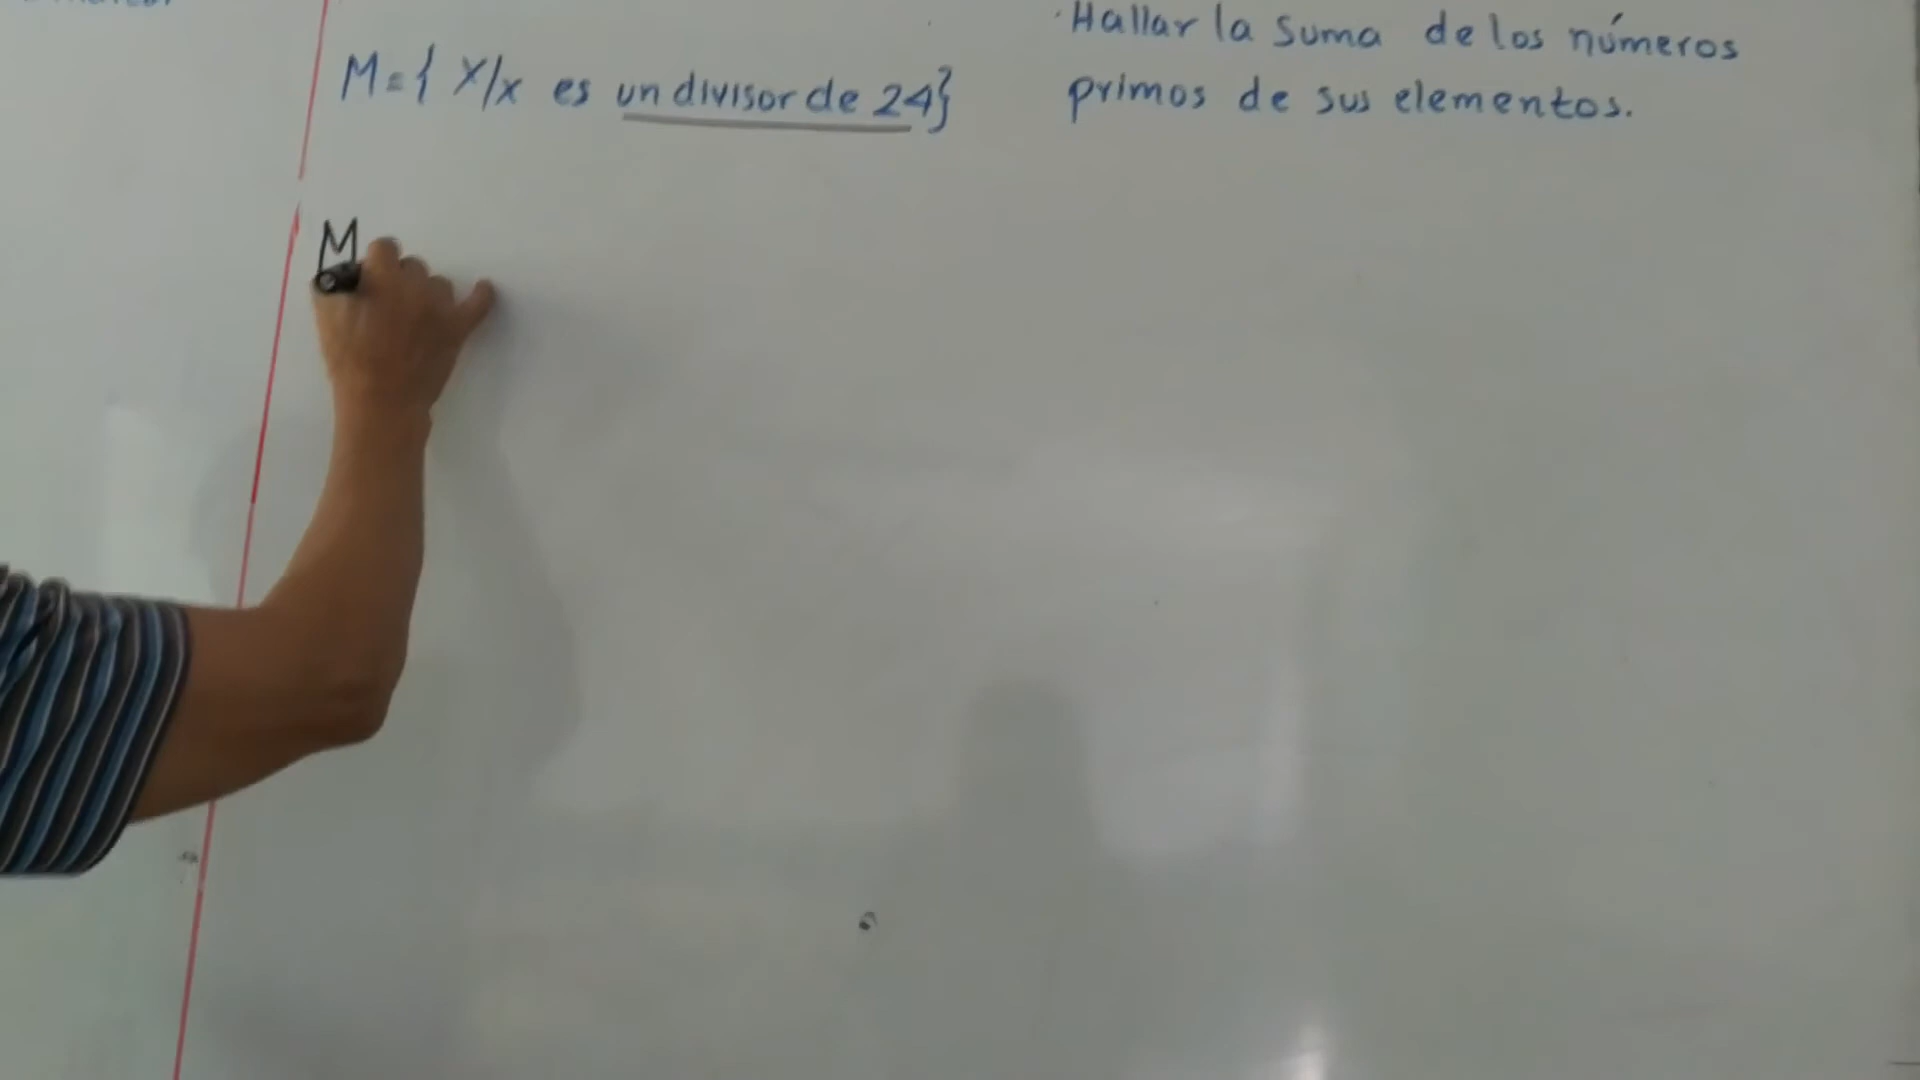 M={ X/x es un divisor de 24}
· Hallar la suma de los números
primos de sus elementos.
M